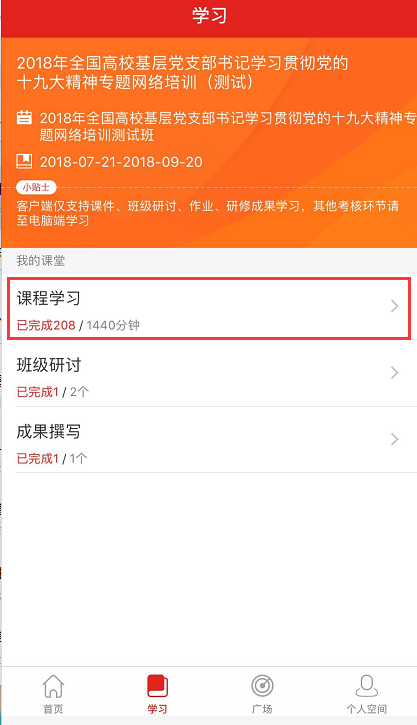 学习
2018年全国高校基层党支部书记学习贯彻党的
十九大精神专题网络培训（测试）
2018年全国高校基层党支部书记学习贯彻党的十九大精神专
题网络培训测试班
2018-07-21-2018-09-20
小贴士
客户端仅支持课件、班级研讨、作业、研修成果学习，其他考核环节请
至电脑端学习
我的课堂
课程学习
已完成208 / 1440分钟
班级研讨
已完成1 / 2个
成果撰写
已完成1 / 1个
首页 学习 广场 个人空间